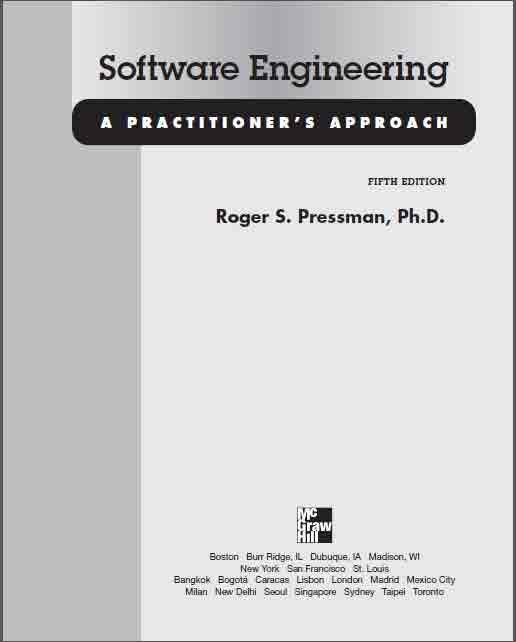 Software Engineering
A PRACTITIONER'S APPROACH
FIFTH EDITION
Roger S. Pressman, Ph.D.
Mc
Graw
Hill
Boston Burr Ridge, IL Dubuque, IA Madison, WI
New York San Francisco St. Louis
Bangkok Bogotá Caracas Lisbon London Madrid Mexico City
Milan New Delhi Seoul Singapore Sydney Taipei Toronto